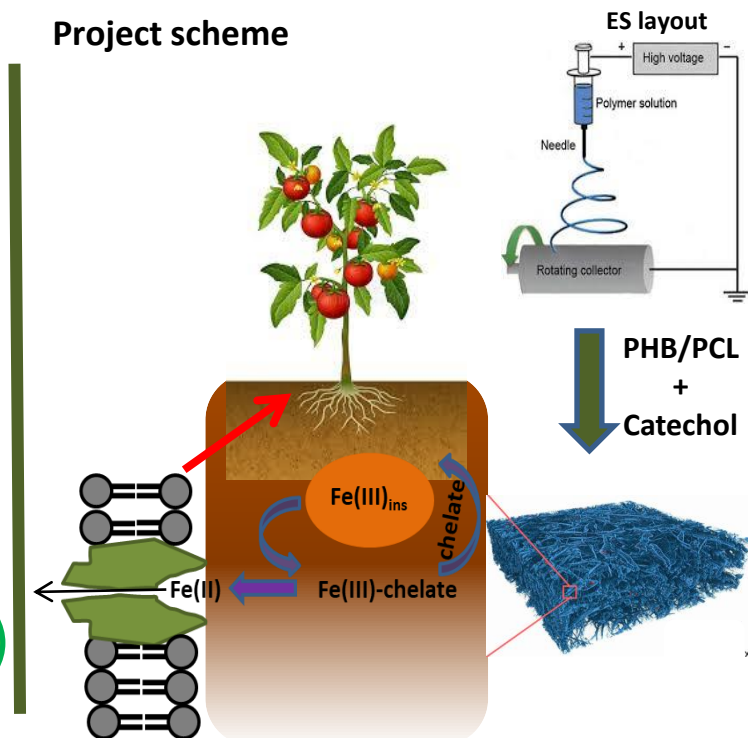 Project scheme
ES layout
+ −
High voltage
Polymer solution
Needle
Rotating collector
PHB/PCL
+
Catechol
Fe(III)ins
chelate
Fe(II)
Fe(III)-chelate
x